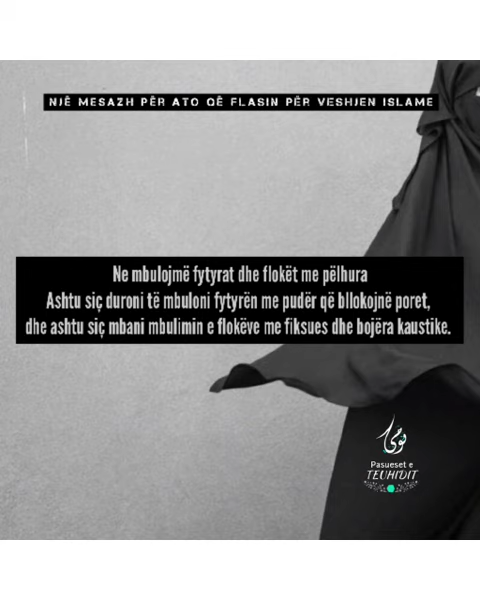 NJË MESAZH PËR ATO QË FLASIN PËR VESHJEN ISLAME
Ne mbulojmë fytyrat dhe flokët me pëlhura
Ashtu siç duroni të mbuloni fytyrën me pudër që bllokojnë poret,
dhe ashtu siç mbani mbulimin e flokëve me fiksues dhe bojëra kaustike.
Pasueset e
TEUHIDIT